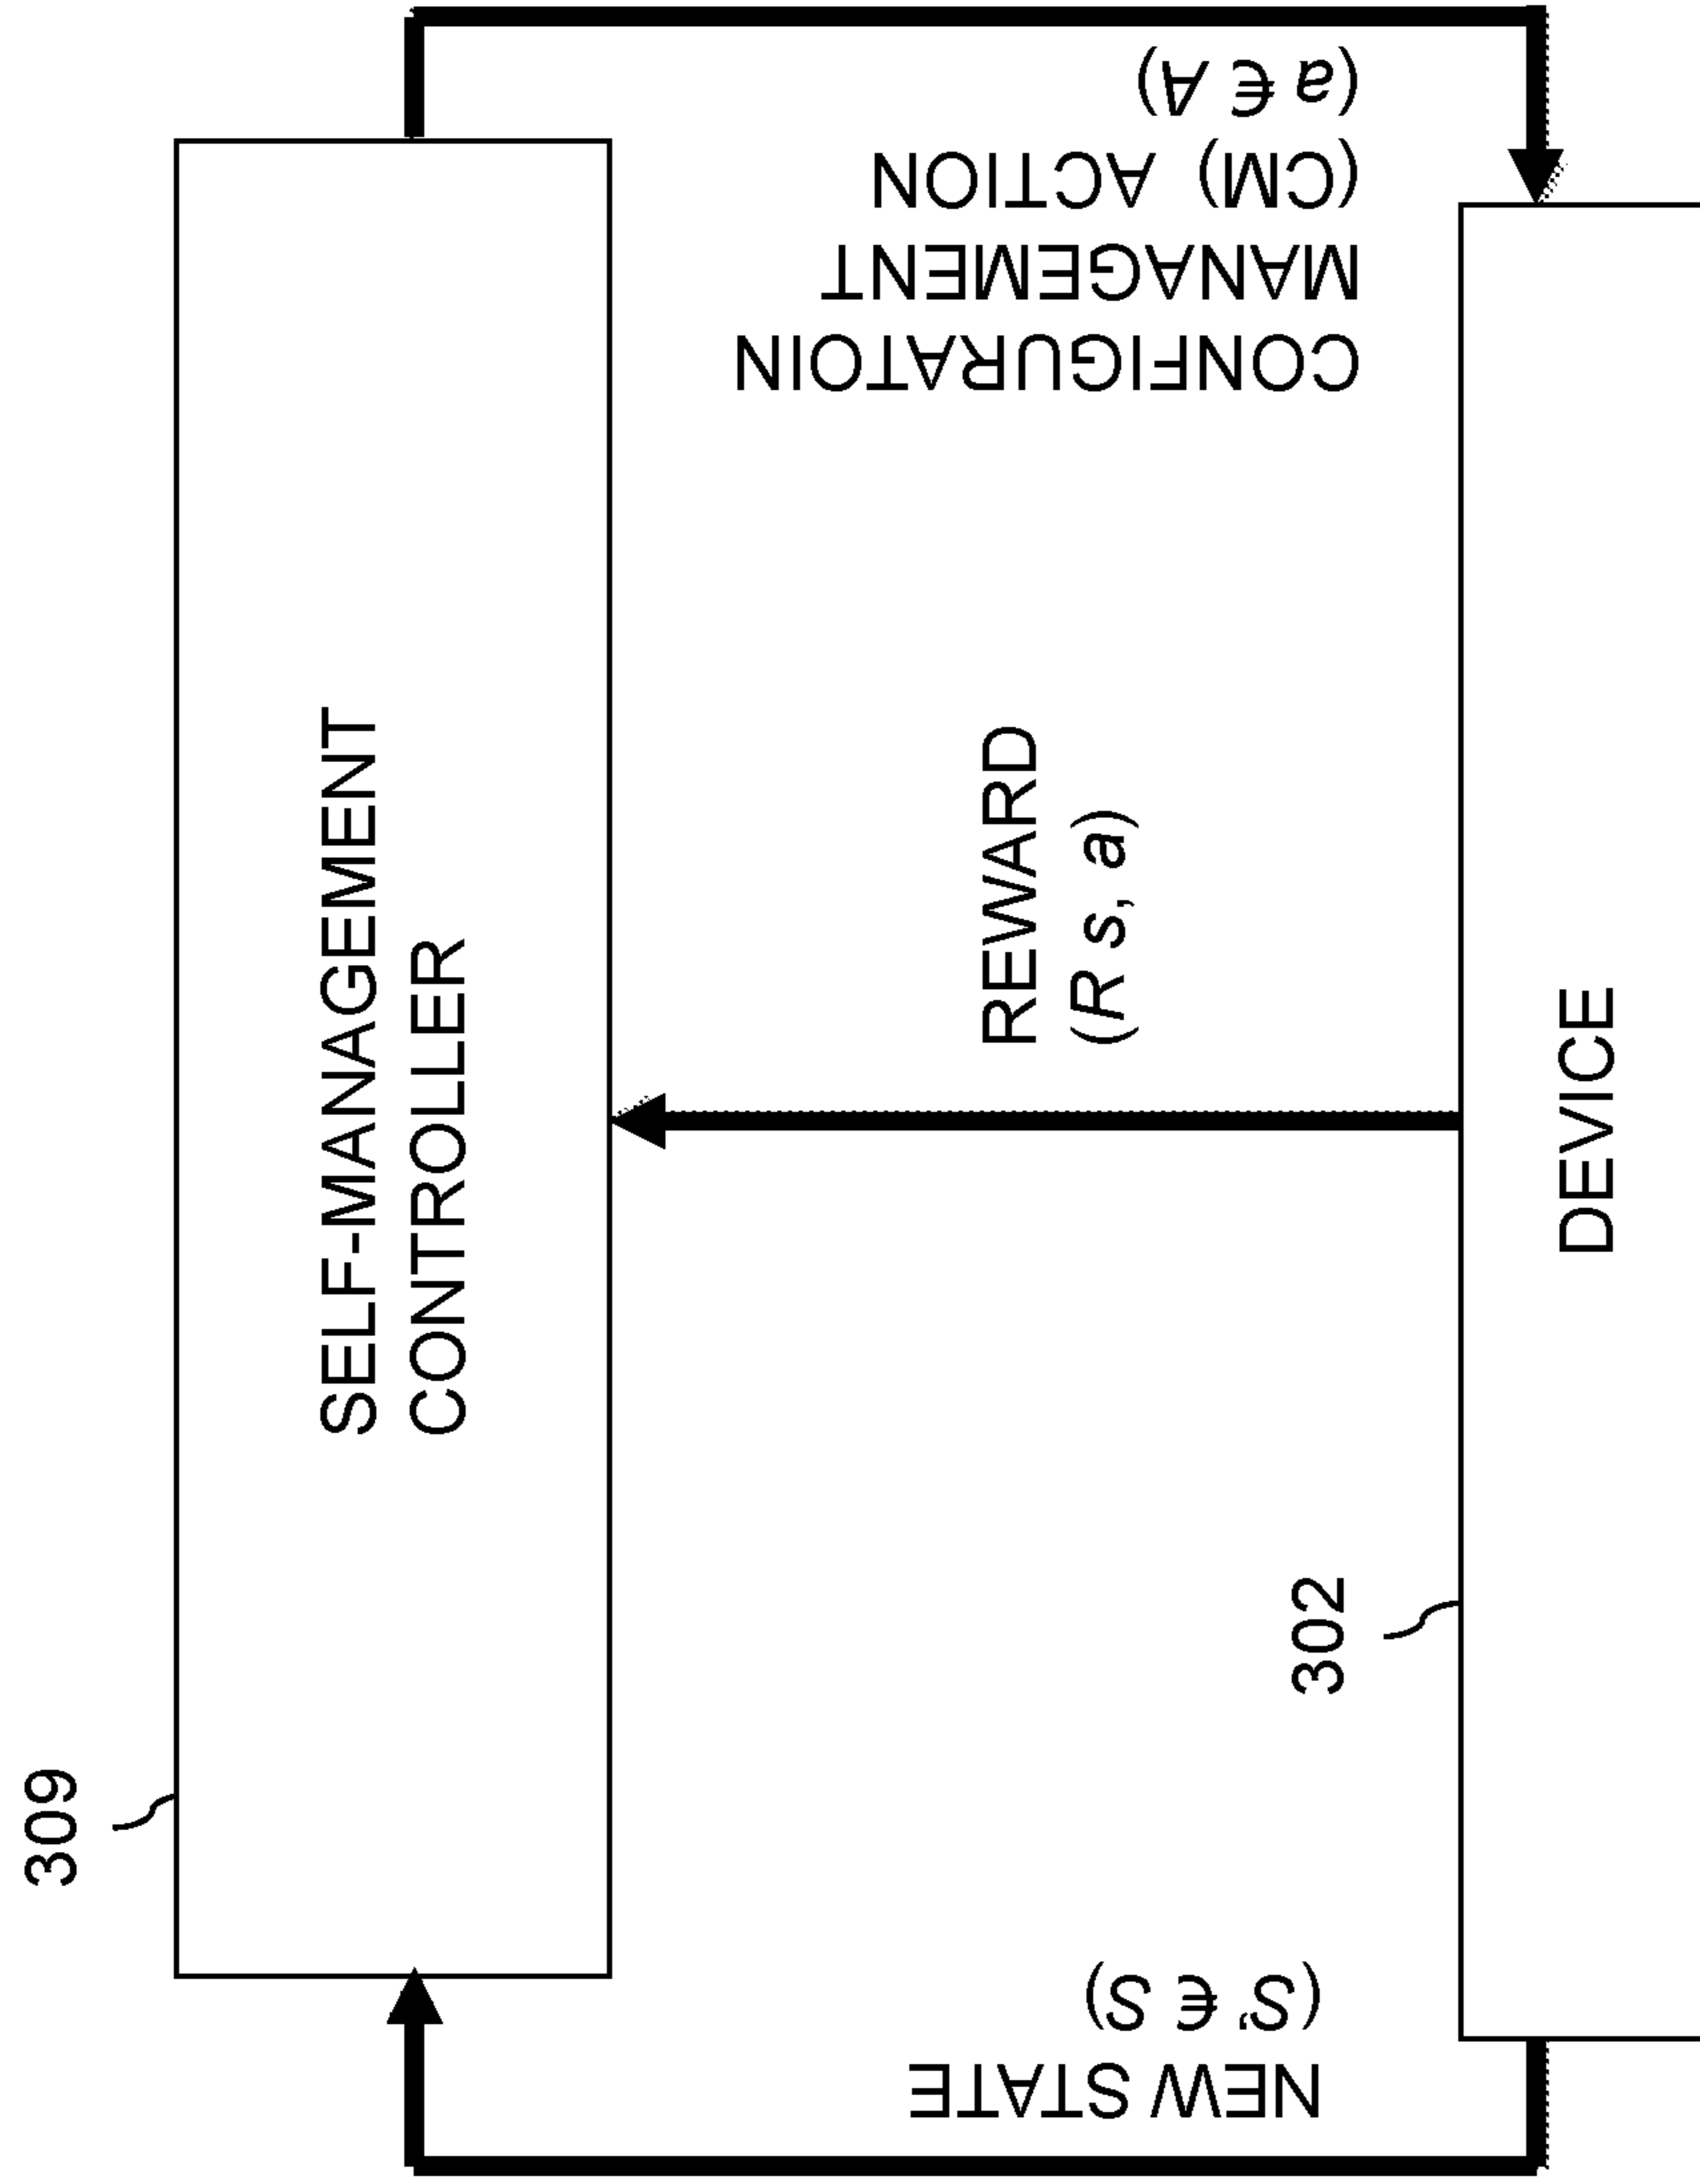 309
SELF-MANAGEMENT
CONTROLLER
NEW STATE
(S' € S)
REWARD
(R s, a)
CONFIGURATOIN
MANAGEMENT
(CM) ACTION
(a € A)
302
DEVICE